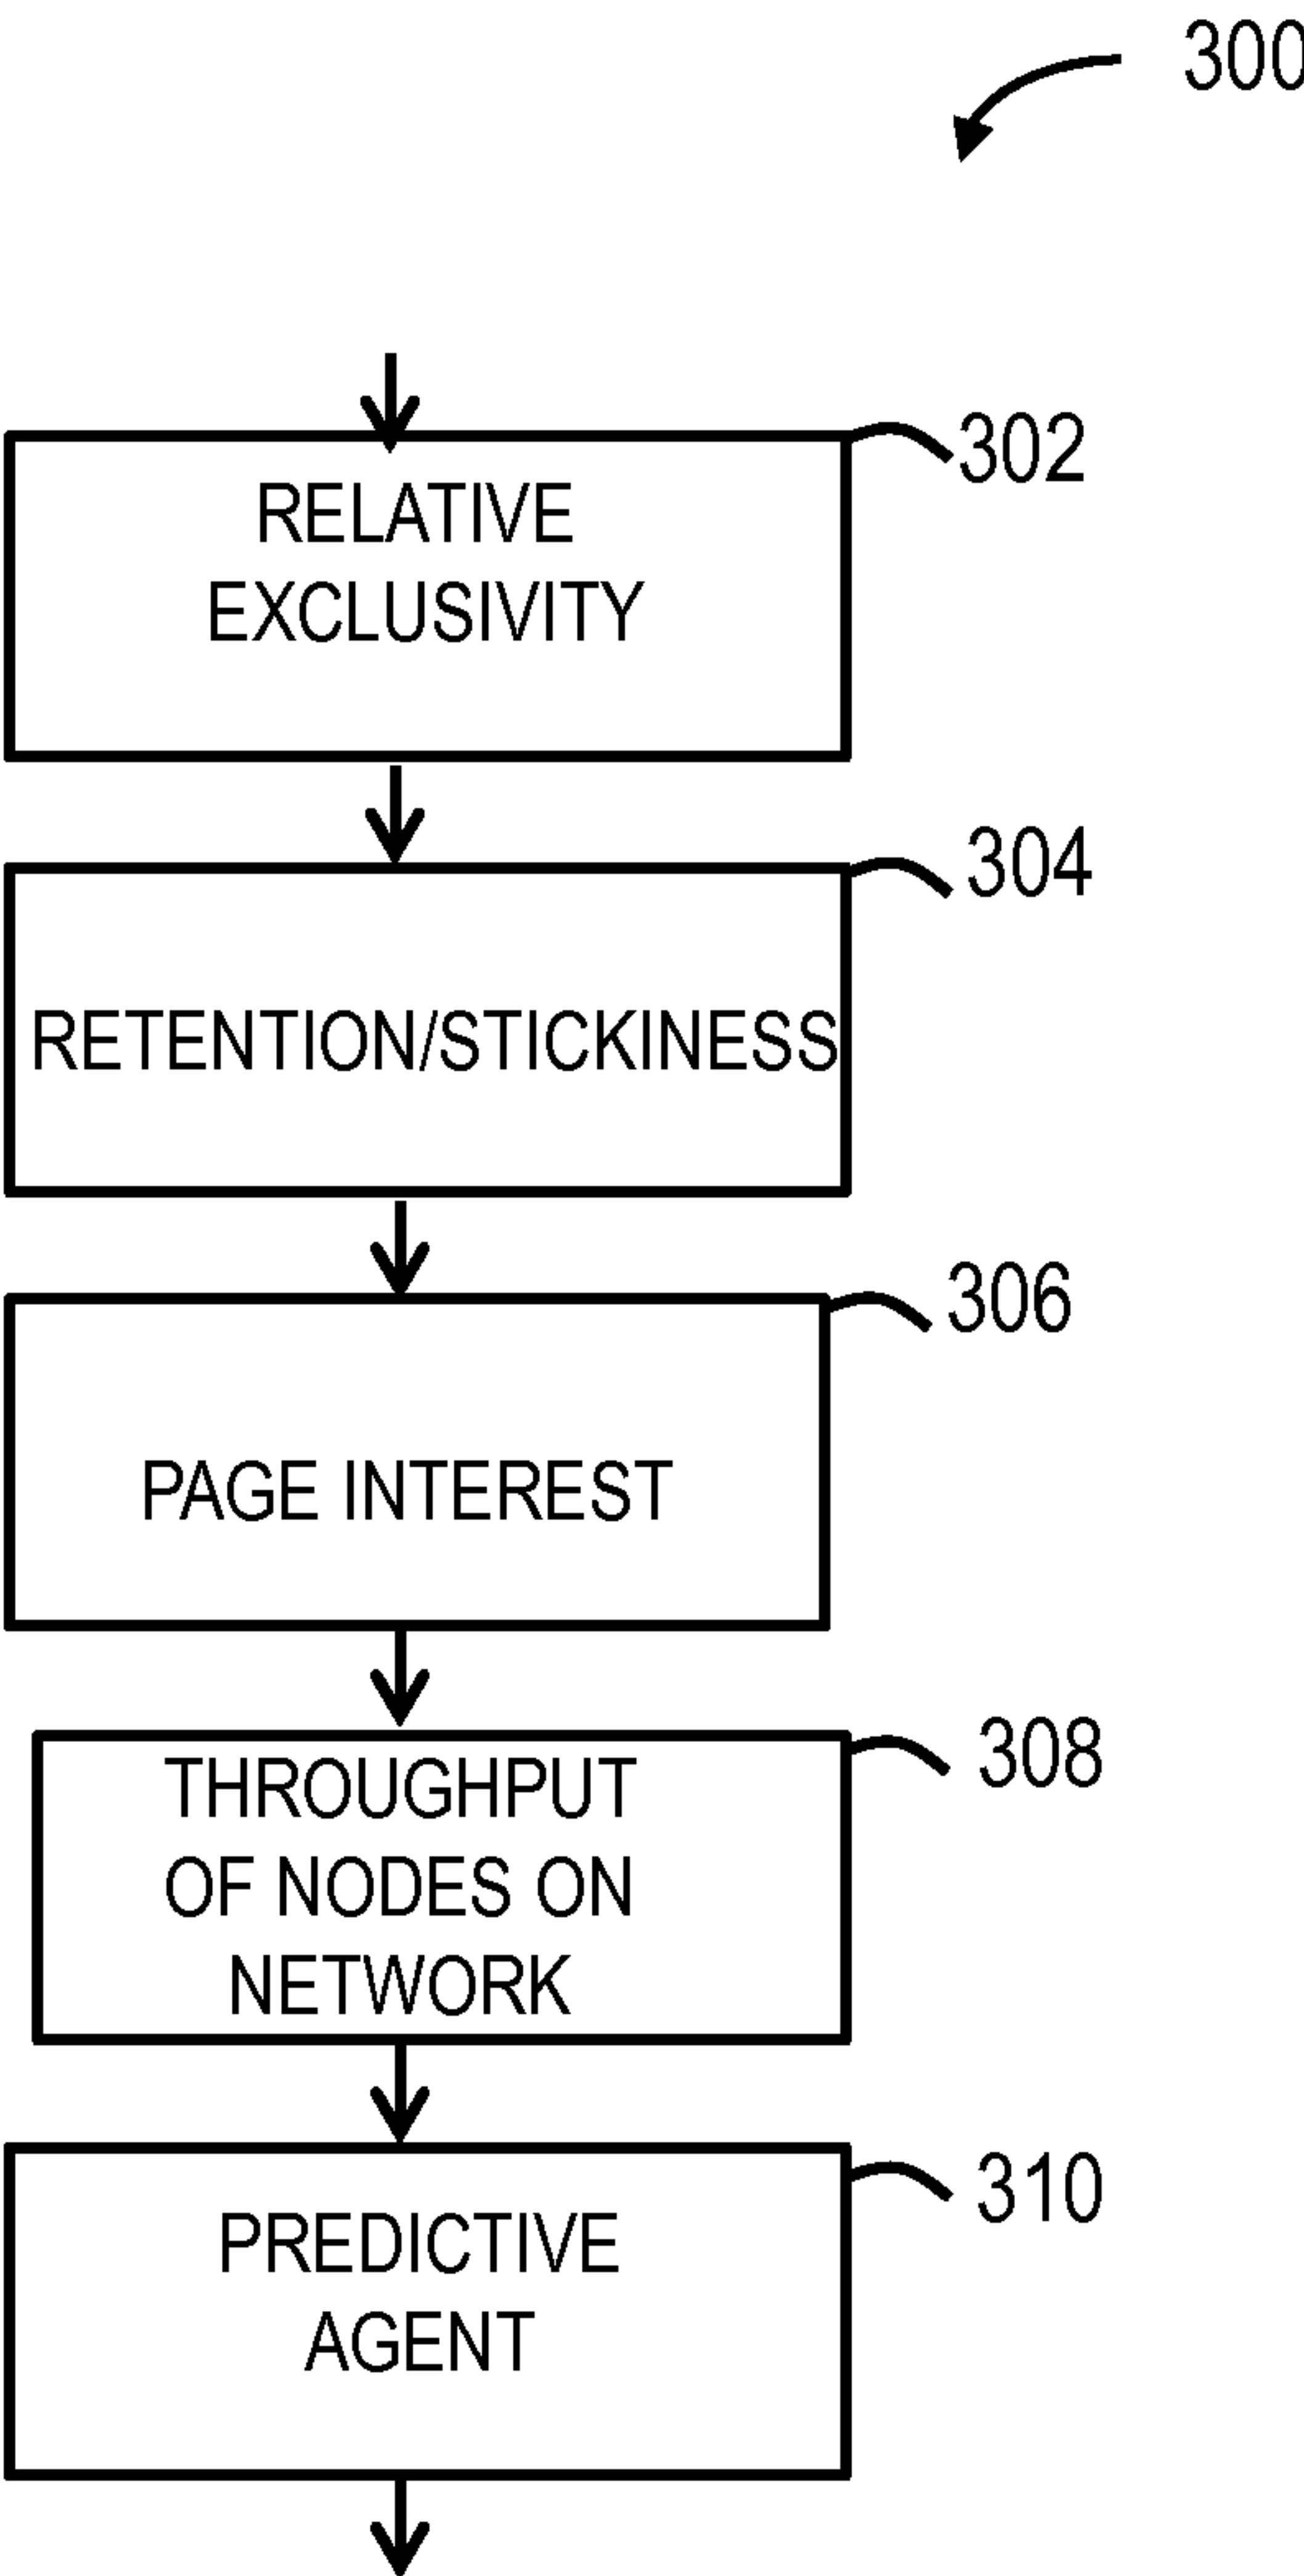 300
302
RELATIVE
EXCLUSIVITY
304
RETENTION/STICKINESS
306
PAGE INTEREST
308
THROUGHPUT
OF NODES ON
NETWORK
310
PREDICTIVE
AGENT